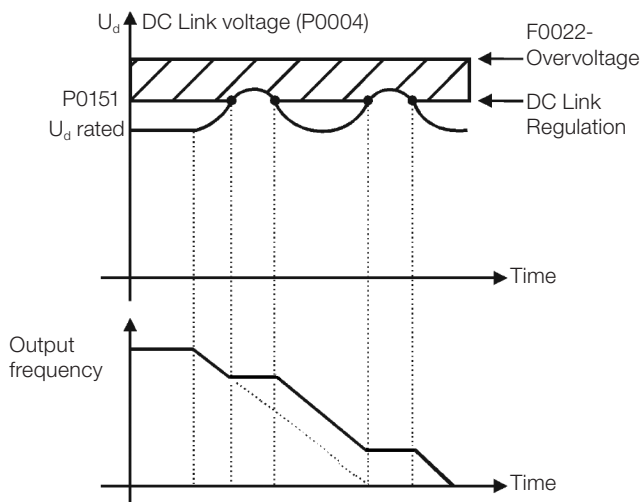 U_d DC Link voltage (P0004)
F0022-
Overvoltage
P0151
DC Link
Regulation
U_d rated
Time
Output
frequency
Time